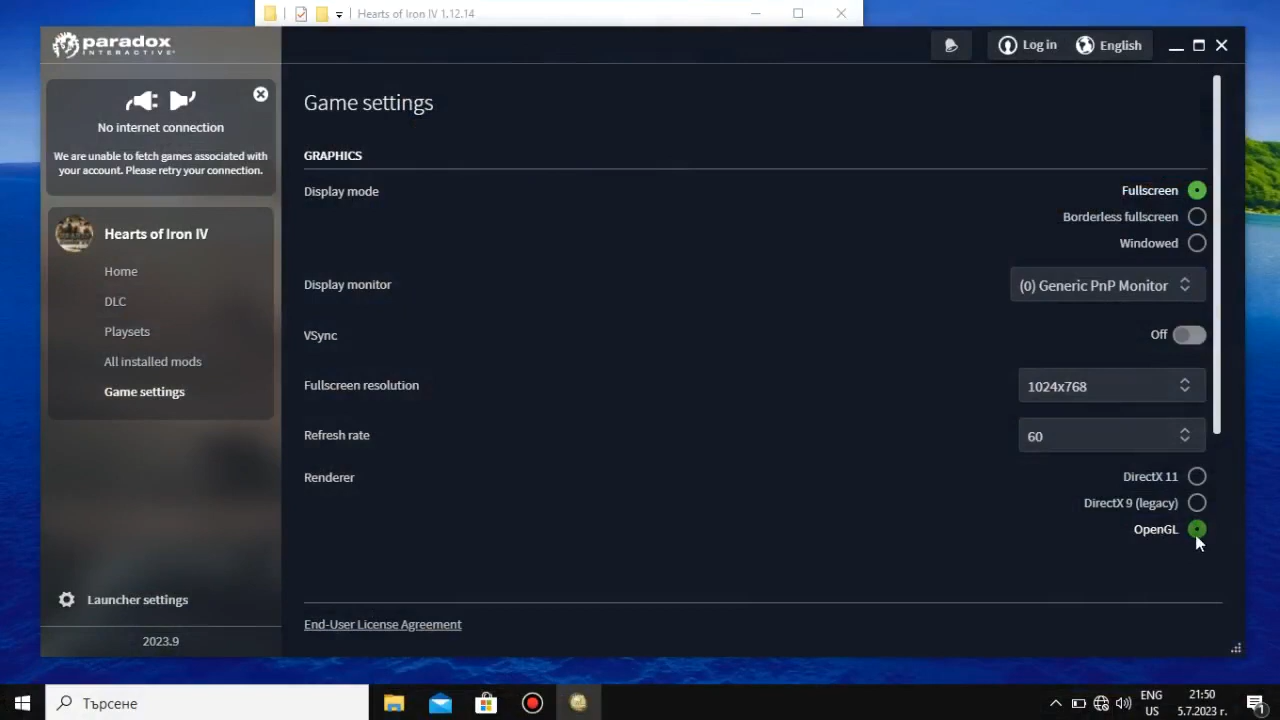 Hearts of Iron IV 1.12.14
paradox
INTERACTIVE
Log in
English
No internet connection
We are unable to fetch games associated with
your account. Please retry your connection.
Hearts of Iron IV
Home
DLC
Playsets
All installed mods
Game settings
Launcher settings
2023.9
Game settings
GRAPHICS
Display mode
Fullscreen
Borderless fullscreen
Windowed
Display monitor
(0) Generic PnP Monitor
VSync
Off
Fullscreen resolution
1024x768
Refresh rate
60
Renderer
DirectX 11
DirectX 9 (legacy)
OpenGL
End-User License Agreement
Търсене
ENG
US
21:50
5.7.2023 г.
1